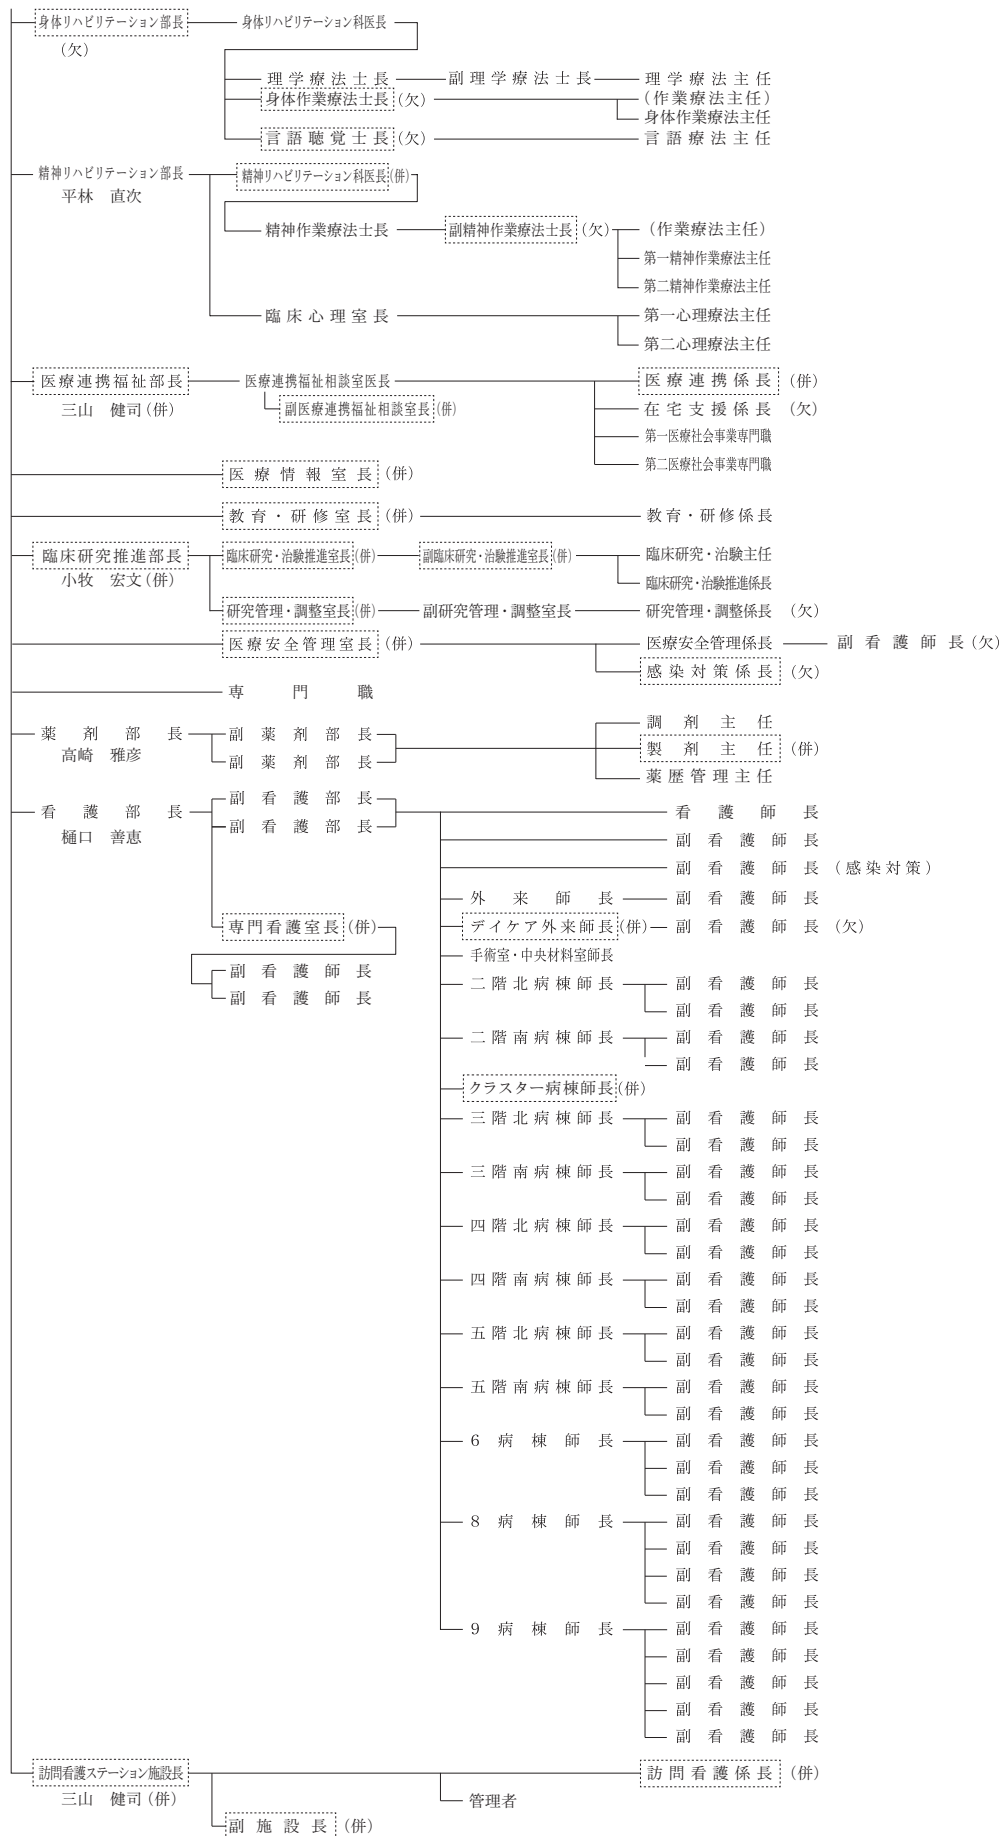 身体リハビリテーション部長 身体リハビリテーション科医長
（欠）
理学療法士長 副理学療法士長 理学療法主任
身体作業療法士長（欠） （作業療法主任）
身体作業療法主任
言語聴覚士長（欠） 言語療法主任
精神リハビリテーション部長 精神リハビリテーション科医長（併）
平林　直次
精神作業療法士長 副精神作業療法士長（欠） （作業療法主任）
第一精神作業療法主任
第二精神作業療法主任
臨床心理室長 第一心理療法主任
第二心理療法主任
医療連携福祉部長 医療連携福祉相談室医長 医療連携係長（併）
三山　健司（併） 副医療連携福祉相談室長（併） 在宅支援係長（欠）
第一医療社会事業専門職
第二医療社会事業専門職
医療情報室長（併）
教育・研修室長（併） 教育・研修係長
臨床研究推進部長 臨床研究・治験推進室長（併） 副臨床研究・治験推進室長（併） 臨床研究・治験主任
小牧　宏文（併） 臨床研究・治験推進係長
研究管理・調整室長（併） 副研究管理・調整室長 研究管理・調整係長（欠）
医療安全管理室長（併） 医療安全管理係長 副看護師長（欠）
感染対策係長（欠）
専門職
調剤主任
薬剤部長 副薬剤部長
製剤主任（併）
高崎　雅彦 副薬剤部長
薬歴管理主任
副看護部長
看護部長 看護師長
副看護部長
樋口　善恵 副看護師長
副看護師長（感染対策）
外来師長 副看護師長
専門看護室長（併） デイケア外来師長（併） 副看護師長（欠）
手術室・中央材料室師長
副看護師長
二階北病棟師長 副看護師長
副看護師長
副看護師長
二階南病棟師長 副看護師長
副看護師長
クラスター病棟師長（併）
三階北病棟師長 副看護師長
副看護師長
三階南病棟師長 副看護師長
副看護師長
四階北病棟師長 副看護師長
副看護師長
四階南病棟師長 副看護師長
副看護師長
五階北病棟師長 副看護師長
副看護師長
五階南病棟師長 副看護師長
副看護師長
6病棟師長 副看護師長
副看護師長
副看護師長
8病棟師長 副看護師長
副看護師長
副看護師長
副看護師長
9病棟師長 副看護師長
副看護師長
副看護師長
副看護師長
副看護師長
訪問看護ステーション施設長 訪問看護係長（併）
三山　健司（併） 管理者
副施設長（併）